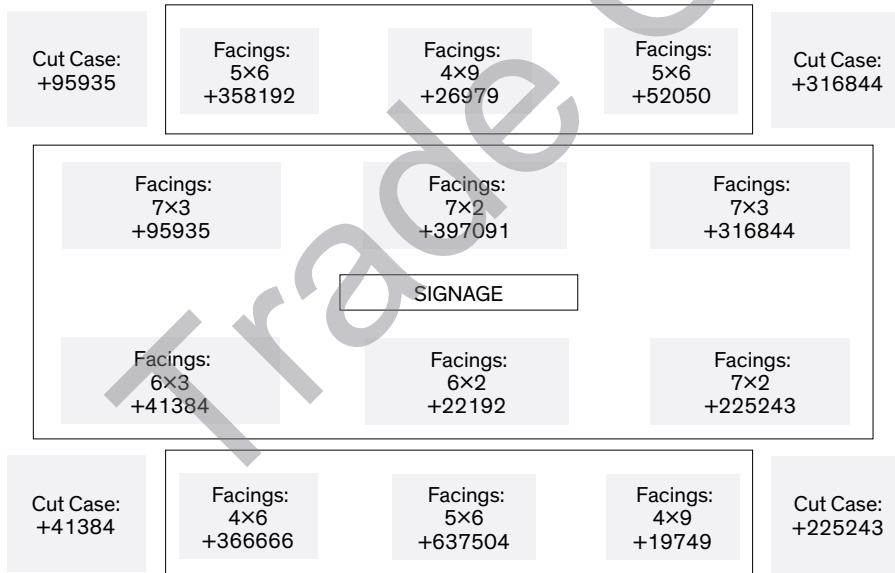 Cut Case:
+95935
Facings:
5×6
+358192
Facings:
4×9
+26979
Facings:
5×6
+52050
Cut Case:
+316844
Facings:
7×3
+95935
Facings:
7×2
+397091
Facings:
7×3
+316844
SIGNAGE
Facings:
6×3
+41384
Facings:
6×2
+22192
Facings:
7×2
+225243
Cut Case:
+41384
Facings:
4×6
+366666
Facings:
5×6
+637504
Facings:
4×9
+19749
Cut Case:
+225243
Trade